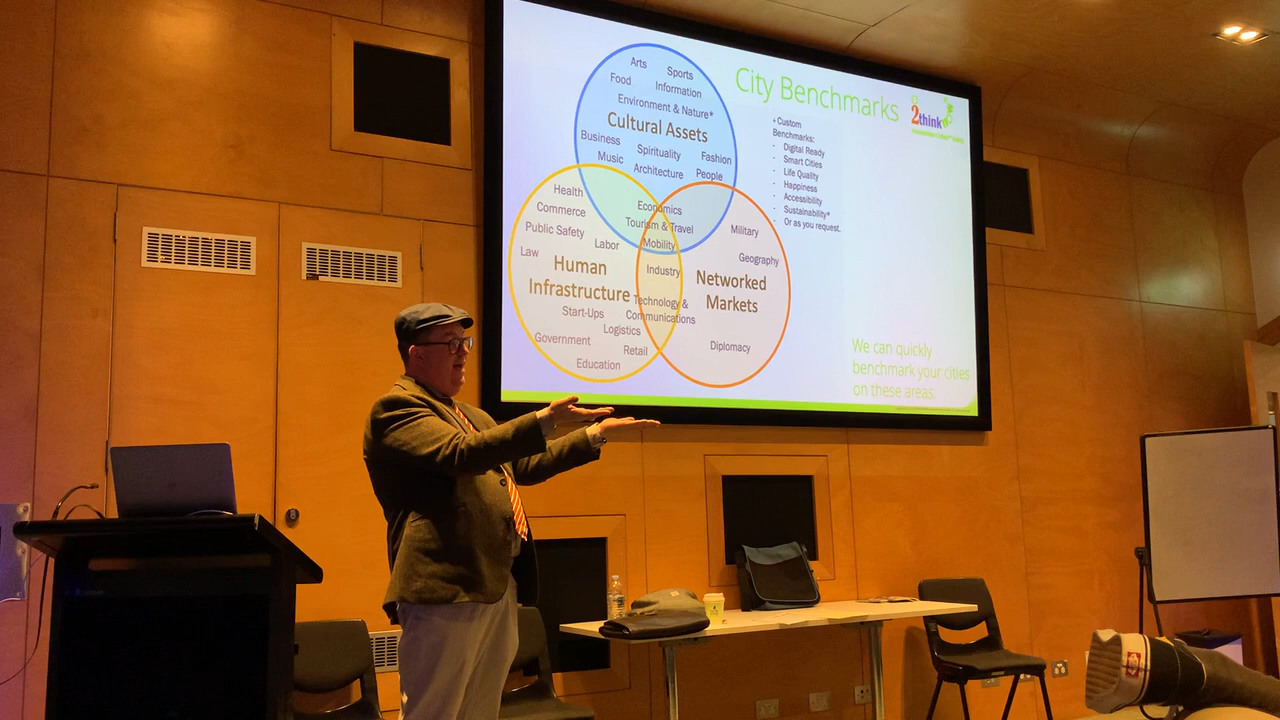 City Benchmarks
2think
Arts
Sports
Food
Information
Environment & Nature*
Cultural Assets
Business
Spirituality
Fashion
Music
Architecture
People
Health
Commerce
Public Safety
Labor
Law
Human
Infrastructure
Start-Ups
Logistics
Government
Retail
Education
Economics
Tourism & Travel
Mobility
Industry
Technology &
Communications
Military
Geography
Networked
Markets
Diplomacy
+ Custom
Benchmarks:
- Digital Ready
- Smart Cities
- Life Quality
- Happiness
- Accessibility
- Sustainability*
- Or as you request.
We can quickly
benchmark your cities
on these areas.